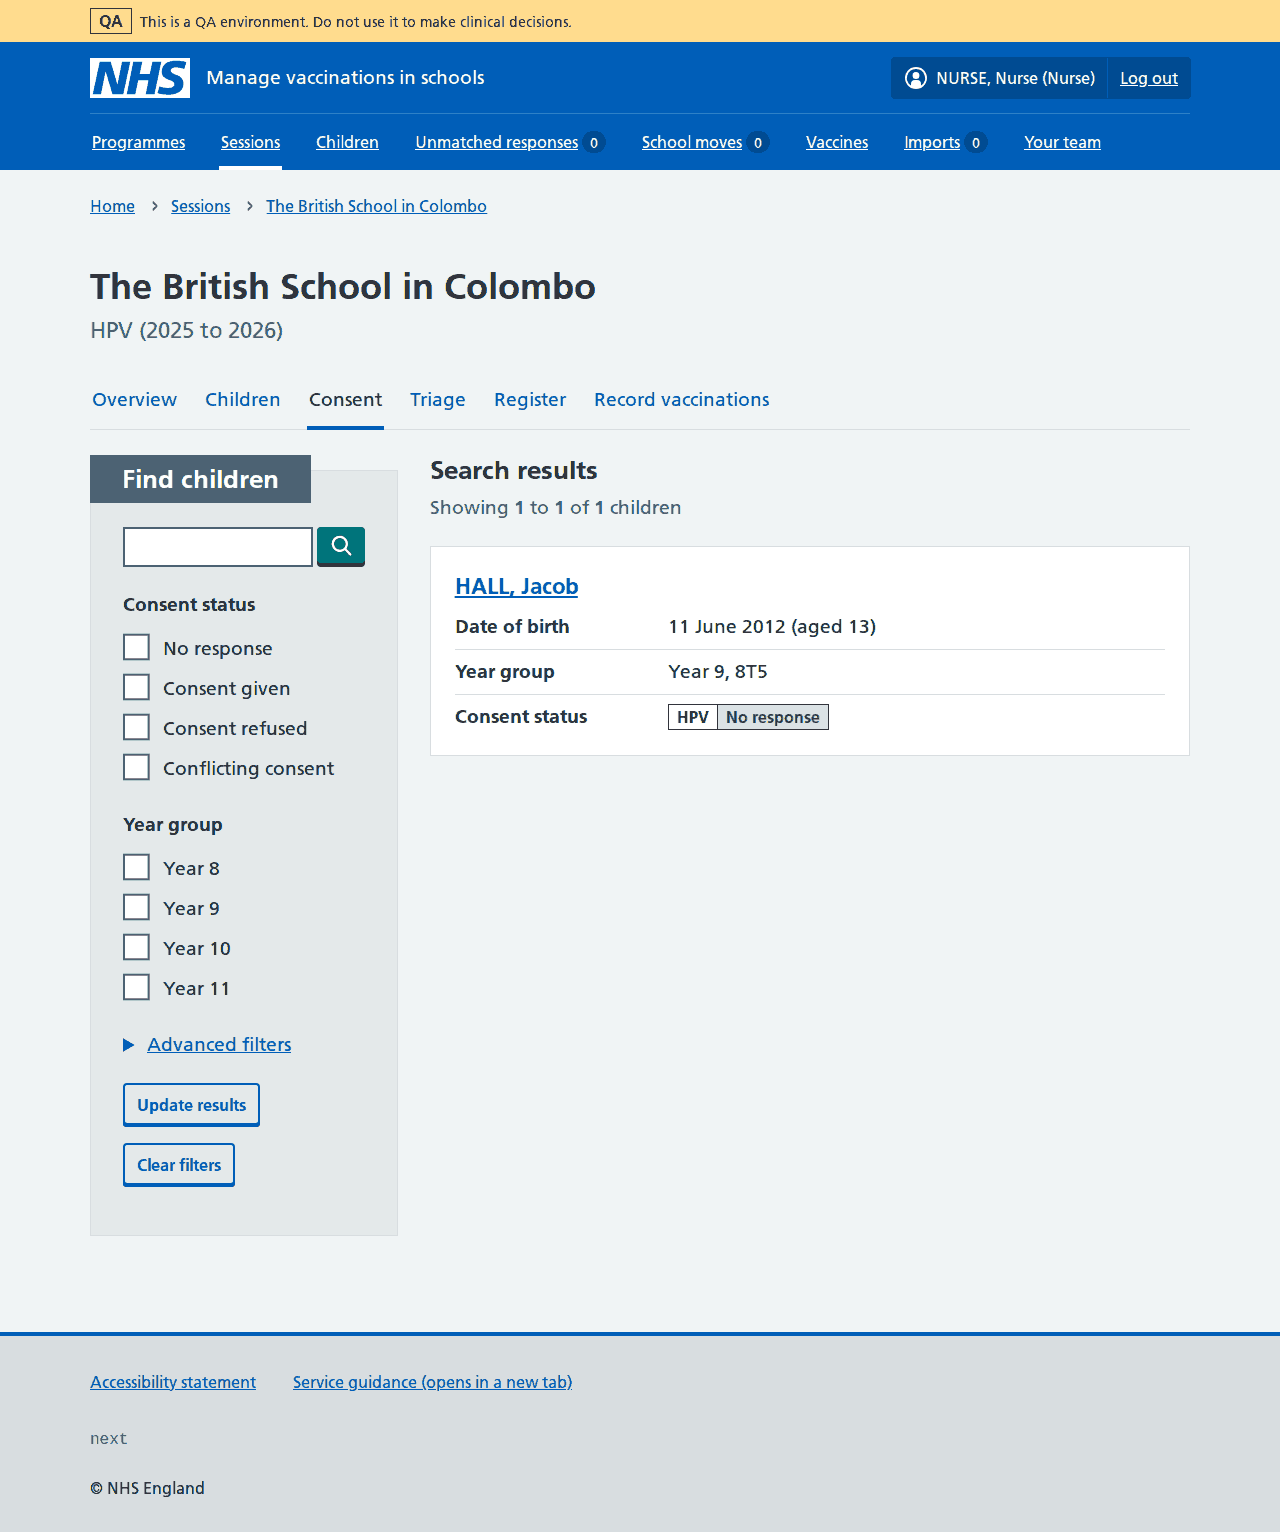 QA This is a QA environment. Do not use it to make clinical decisions.
NHS Manage vaccinations in schools NURSE, Nurse (Nurse) Log out
Programmes Sessions Children Unmatched responses 0 School moves 0 Vaccines Imports 0 Your team
Home Sessions The British School in Colombo
The British School in Colombo
HPV (2025 to 2026)
Overview Children Consent Triage Register Record vaccinations
Find children
Consent status
No response
Consent given
Consent refused
Conflicting consent
Year group
Year 8
Year 9
Year 10
Year 11
Advanced filters
Update results
Clear filters
Search results
Showing 1 to 1 of 1 children
HALL, Jacob
Date of birth 11 June 2012 (aged 13)
Year group Year 9, 8T5
Consent status HPV No response
Accessibility statement Service guidance (opens in a new tab)
next
© NHS England